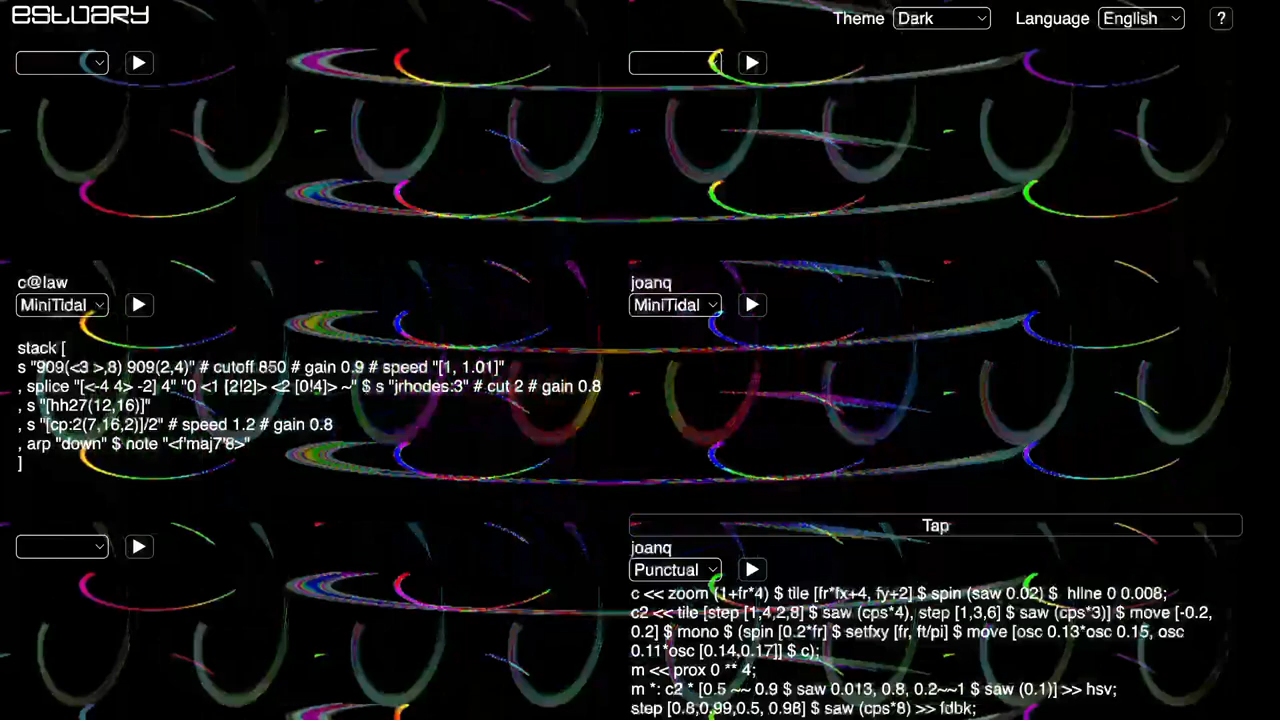 estuary
Theme Dark Language English ?
c@law
MiniTidal
stack [
s "909(<3 >,8) 909(2,4)" # cutoff 850 # gain 0.9 # speed "[1, 1.01]"
, splice "[<-4 4> -2] 4" "0 <1 [2!2]> <2 [0!4]> ~" $ s "jrhodes:3" # cut 2 # gain 0.8
, s "[hh27(12,16)]"
, s "[cp:2(7,16,2)]/2" # speed 1.2 # gain 0.8
, arp "down" $ note "<f'maj7'8>"
]
joanq
MiniTidal
Tap
joanq
Punctual
c << zoom (1+fr*4) $ tile [fr*fx+4, fy+2] $ spin (saw 0.02) $ hline 0 0.008;
c2 << tile [step [1,4,2,8] $ saw (cps*4), step [1,3,6] $ saw (cps*3)] $ move [-0.2,
0.2] $ mono $ (spin [0.2*fr] $ setfxy [fr, ft/pi] $ move [osc 0.13*osc 0.15, osc
0.11*osc [0.14,0.17]] $ c);
m << prox 0 ** 4;
m *: c2 * [0.5 ~~ 0.9 $ saw 0.013, 0.8, 0.2~~1 $ saw (0.1)] >> hsv;
step [0.8,0.99,0.5, 0.98] $ saw (cps*8) >> fdbk;